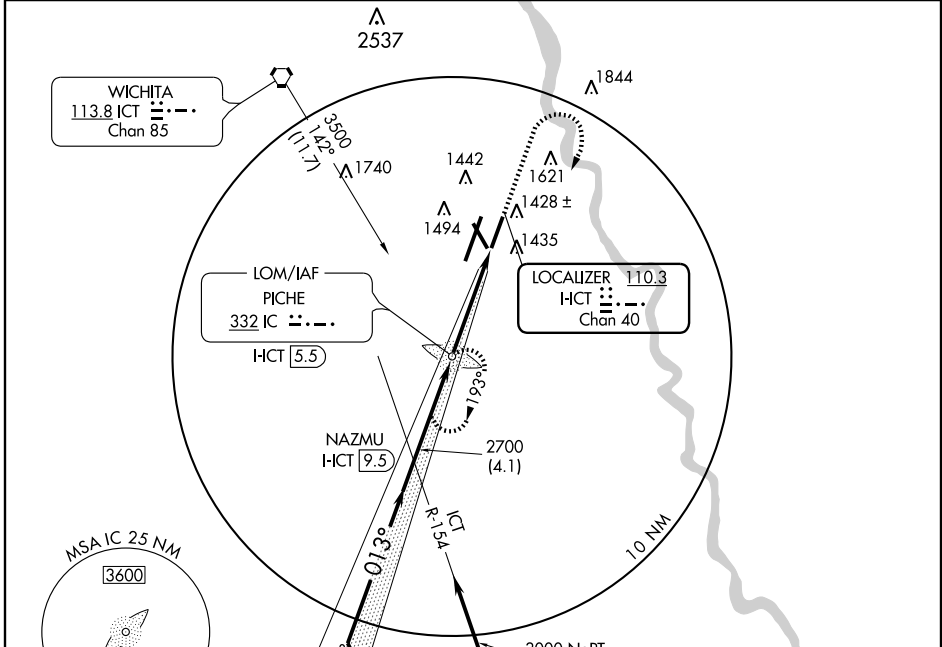 2537
1844
WICHITA
113.8 ICT
Chan 85
3500
142°
(11.7)
1740
1442
1621
1494
1428 ±
1435
LOCALIZER 110.3
I-ICT
Chan 40
LOM/IAF
PICHE
332 IC
I-ICT 5.5
193°
NAZMU
I-ICT 9.5
2700
(4.1)
ICT
R-154
013°
10 NM
MSA IC 25 NM
3600